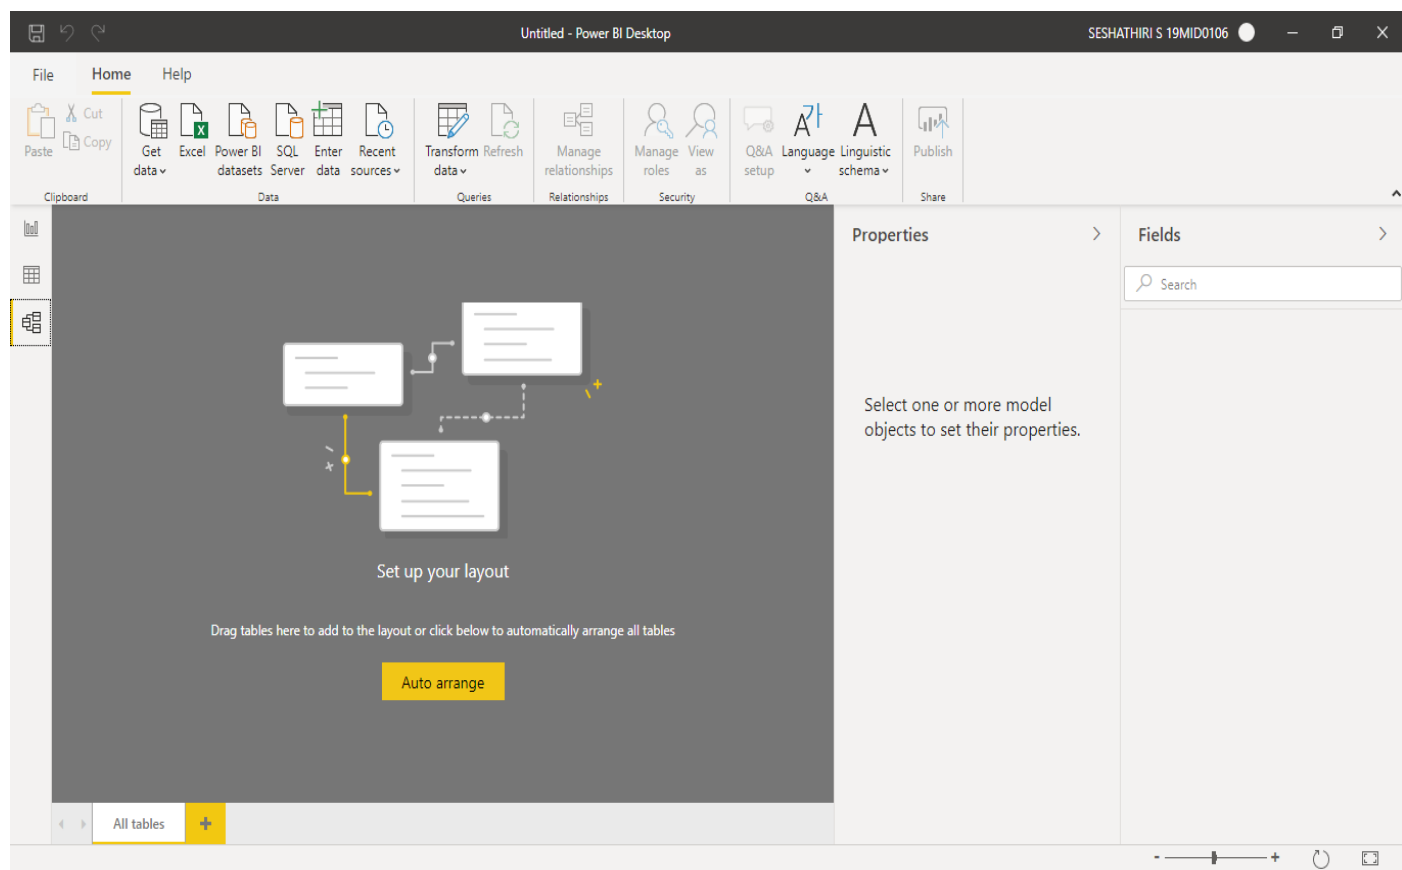 Untitled - Power BI Desktop
SESHATHIRI S 19MID0106
File Home Help
Paste
Cut
Copy
Get data
Excel
Power BI datasets
SQL Server
Enter data
Recent sources
Transform data
Refresh
Manage relationships
Manage roles
View as
Q&A setup
Language
Linguistic schema
Publish
Clipboard Data Queries Relationships Security Q&A Share
가
A
A
X
Properties
Fields
Search
Select one or more model
objects to set their properties.
Set up your layout
Drag tables here to add to the layout or click below to automatically arrange all tables
Auto arrange
All tables
+
- +